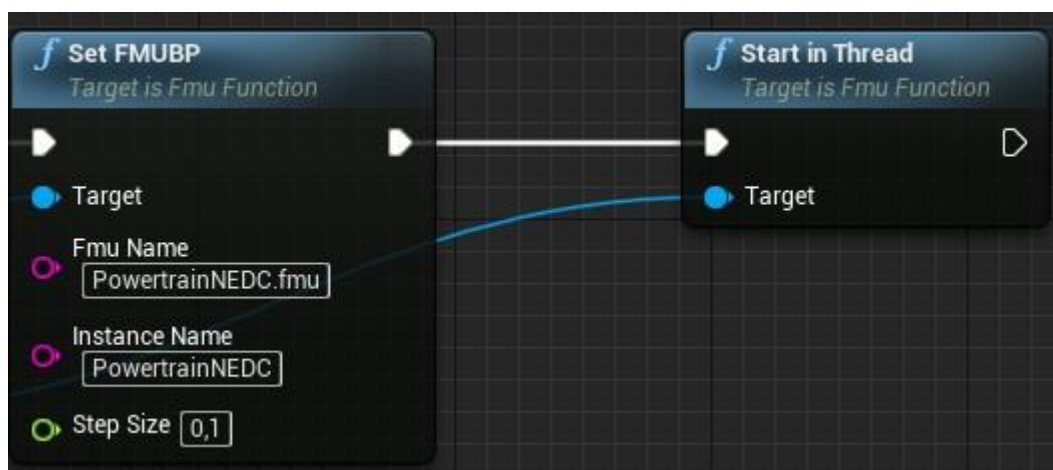 f Set FMUBP
Target is Fmu Function
Target
Fmu Name
PowertrainNEDC.fmu
Instance Name
PowertrainNEDC
Step Size 0,1
f Start in Thread
Target is Fmu Function
Target